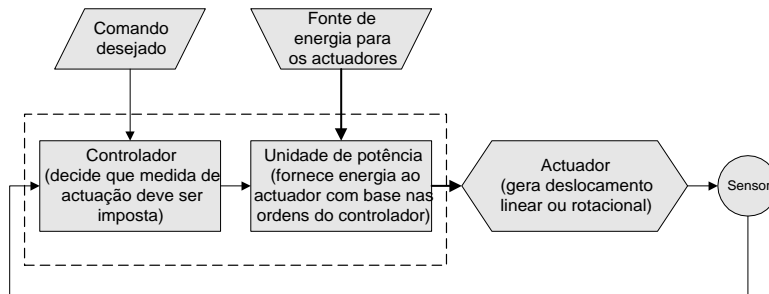 Comando
desejado
Fonte de
energia para
os actuadores
Controlador
(decide que medida de
actuação deve ser
imposta)
Unidade de potência
(fornece energia ao
actuador com base nas
ordens do controlador)
Actuador
(gera deslocamento
linear ou rotacional)
Sensor